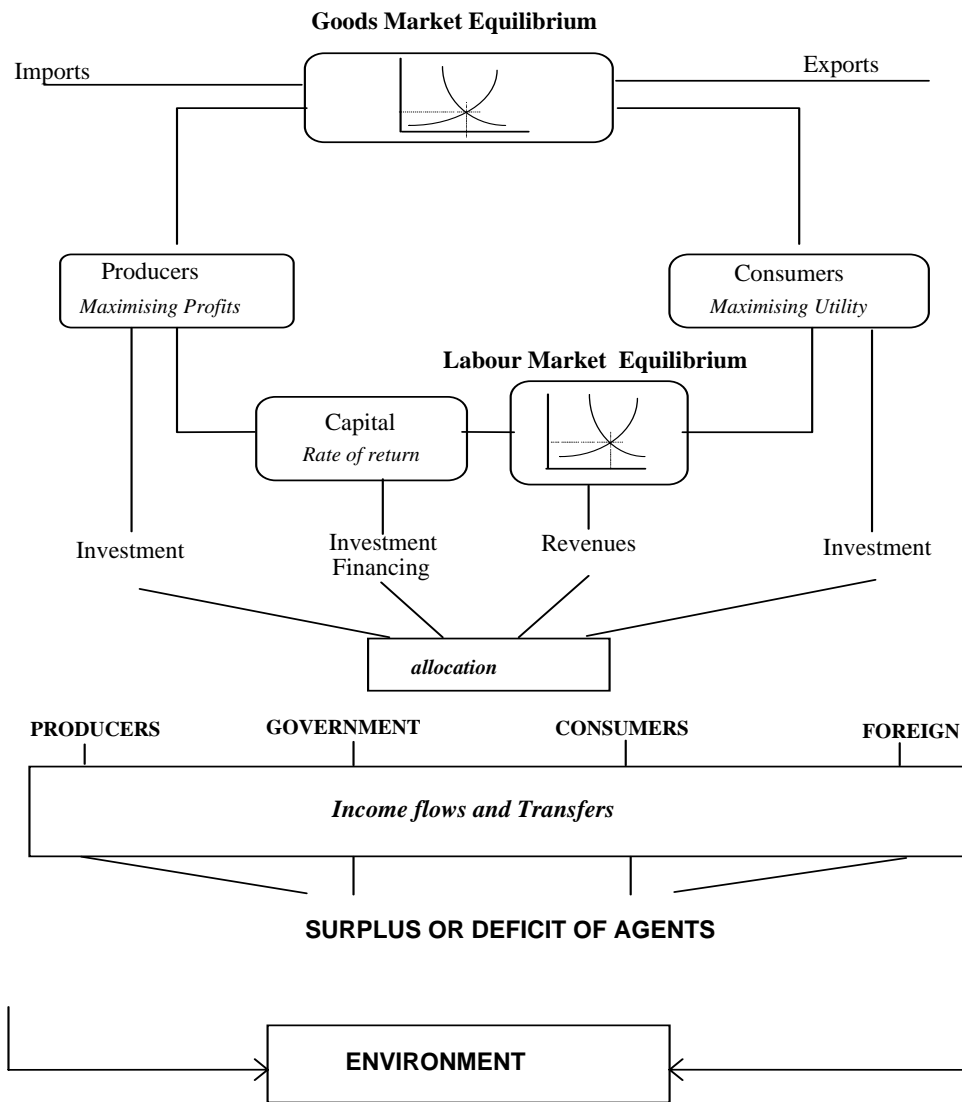 Goods Market Equilibrium
Imports
Exports
Producers
Maximising Profits
Consumers
Maximising Utility
Labour Market Equilibrium
Capital
Rate of return
Investment
Investment
Financing
Revenues
Investment
allocation
PRODUCERS
GOVERNMENT
CONSUMERS
FOREIGN
Income flows and Transfers
SURPLUS OR DEFICIT OF AGENTS
ENVIRONMENT